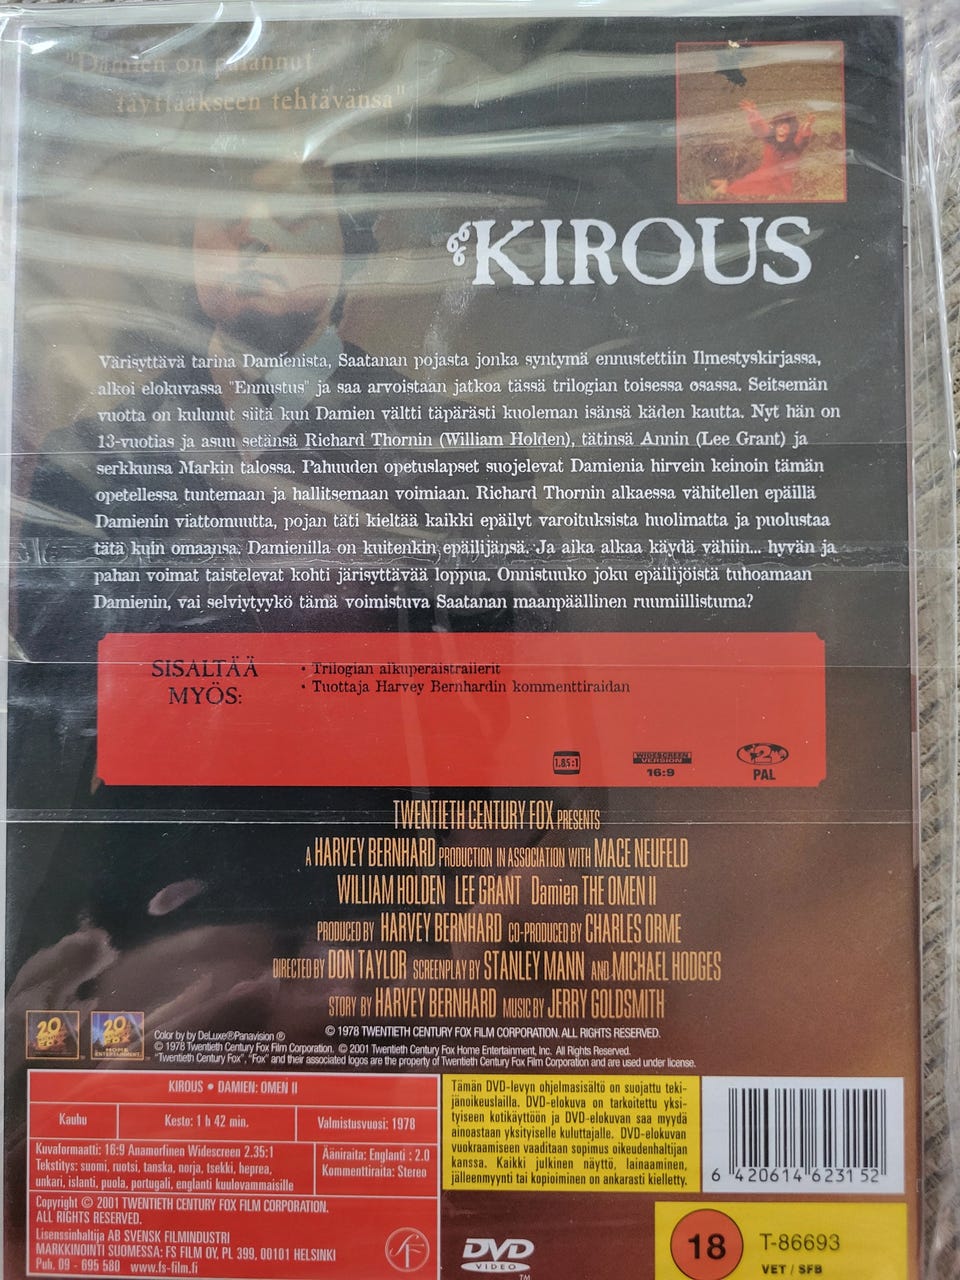 "Damien on palannut
täyttääkseen tehtävänsä"
666 KIROUS
Värisyttävä tarina Damienista, Saatanan pojasta jonka syntymä ennustettiin Ilmestyskirjassa,
alkoi elokuvassa "Ennustus" ja saa arvoistaan jatkoa tässä trilogian toisessa osassa. Seitsemän
vuotta on kulunut siitä kun Damien vältti täpärästi kuoleman isänsä käden kautta. Nyt hän on
13-vuotias ja asuu setänsä Richard Thornin (William Holden), tätinsä Annin (Lee Grant) ja
serkkunsa Markin talossa. Pahuuden opetuslapset suojelevat Damienia hirvein keinoin tämän
opetellessa tuntemaan ja hallitsemaan voimiaan. Richard Thornin alkaessa vähitellen epäillä
Damienin viattomuutta, pojan täti kieltää kaikki epäilyt varoituksista huolimatta ja puolustaa
tätä kuin omaansa. Damienilla on kuitenkin epäilijänsä. Ja aika alkaa käydä vähiin... hyvän ja
pahan voimat taistelevat kohti järisyttävää loppua. Onnistuuko joku epäilijöistä tuhoamaan
Damienin, vai selviytyykö tämä voimistuva Saatanan maanpäällinen ruumiillistuma?
SISÄLTÄÄ
MYÖS:
• Trilogian alkuperäistrailerit
• Tuottaja Harvey Bernhardin kommenttiraidan
1.85:1
WIDESCREEN
VERSION
16:9
2
PAL
TWENTIETH CENTURY FOX PRESENTS
A HARVEY BERNHARD PRODUCTION IN ASSOCIATION WITH MACE NEUFELD
WILLIAM HOLDEN LEE GRANT Damien THE OMEN II
PRODUCED BY HARVEY BERNHARD CO-PRODUCED BY CHARLES ORME
DIRECTED BY DON TAYLOR SCREENPLAY BY STANLEY MANN AND MICHAEL HODGES
STORY BY HARVEY BERNHARD MUSIC BY JERRY GOLDSMITH
© 1978 TWENTIETH CENTURY FOX FILM CORPORATION. ALL RIGHTS RESERVED.
Color by by DeLuxe®Panavision ®
© 1978 Twentieth Century Fox Film Corporation. © 2001 Twentieth Century Fox Home Entertainment, Inc. All Rights Reserved.
"Twentieth Century Fox", "Fox" and their associated logos are the property of Twentieth Century Fox Film Corporation and are used under license.
20 CENTURY FOX
20 CENTURY FOX HOME ENTERTAINMENT
KIROUS • DAMIEN: OMEN II
Kauhu
Kesto: 1 h 42 min.
Valmistusvuosi: 1978
Kuvaformaatti: 16:9 Anamorfinen Widescreen 2.35:1
Tekstitys: suomi, ruotsi, tanska, norja, tsekki, heprea,
unkari, islanti, puola, portugali, englanti kuulovammaisille
Ääniraita: Englanti : 2.0
Kommenttiraita: Stereo
Copyright © 2001 TWENTIETH CENTURY FOX FILM CORPORATION.
ALL RIGHTS RESERVED.
Lisenssinhaltija AB SVENSK FILMINDUSTRI
MARKKINOINTI SUOMESSA: FS FILM OY, PL 399, 00101 HELSINKI
Puh. 09 - 695 580 www.fs-film.fi
SF
Tämän DVD-levyn ohjelmasisältö on suojattu teki-
jänoikeuslailla. DVD-elokuva on tarkoitettu yksi-
tyiseen kotikäyttöön ja DVD-elokuvan saa myydä
ainoastaan yksityiselle kuluttajalle. DVD-elokuvan
vuokraamiseen vaaditaan sopimus oikeudenhaltijan
kanssa. Kaikki julkinen näyttö, lainaaminen,
jälleenmyynti tai kopioiminen on ankarasti kielletty.
6 420614 623152
DVD
VIDEO
TM
18
T-86693
VET / SFB